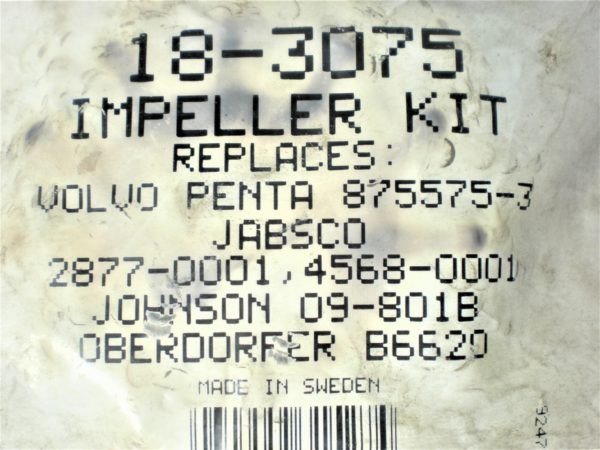 18-3075
IMPELLER KIT
REPLACES:
VOLVO PENTA 875575-3
JABSCO
2877-0001,4568-0001
JOHNSON 09-801B
OBERDORFER B6620
MADE IN SWEDEN
9247